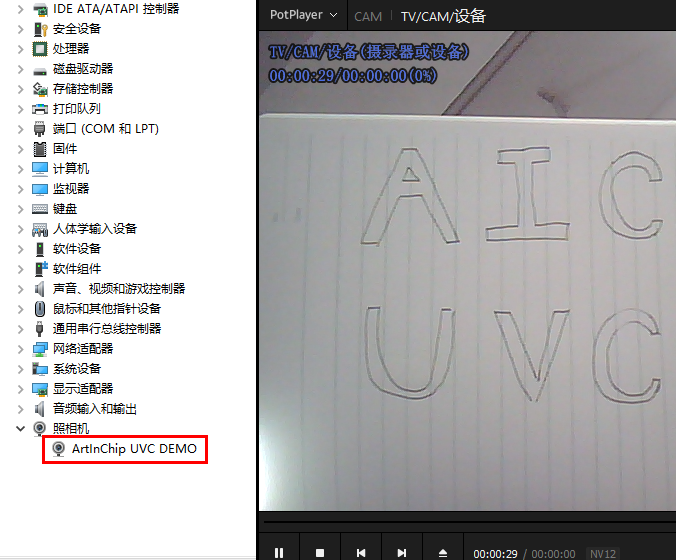 IDE ATA/ATAPI 控制器
安全设备
处理器
磁盘驱动器
存储控制器
打印队列
端口 (COM 和 LPT)
固件
计算机
监视器
键盘
人体学输入设备
软件设备
软件组件
声音、视频和游戏控制器
鼠标和其他指针设备
通用串行总线控制器
网络适配器
系统设备
显示适配器
音频输入和输出
照相机
ArtInChip UVC DEMO
PotPlayer CAM TV/CAM/设备
TV/CAM/设备(摄录器或设备)
00:00:29/00:00:00(0%)
AIC
UVC
00:00:29 / 00:00:00 NV12